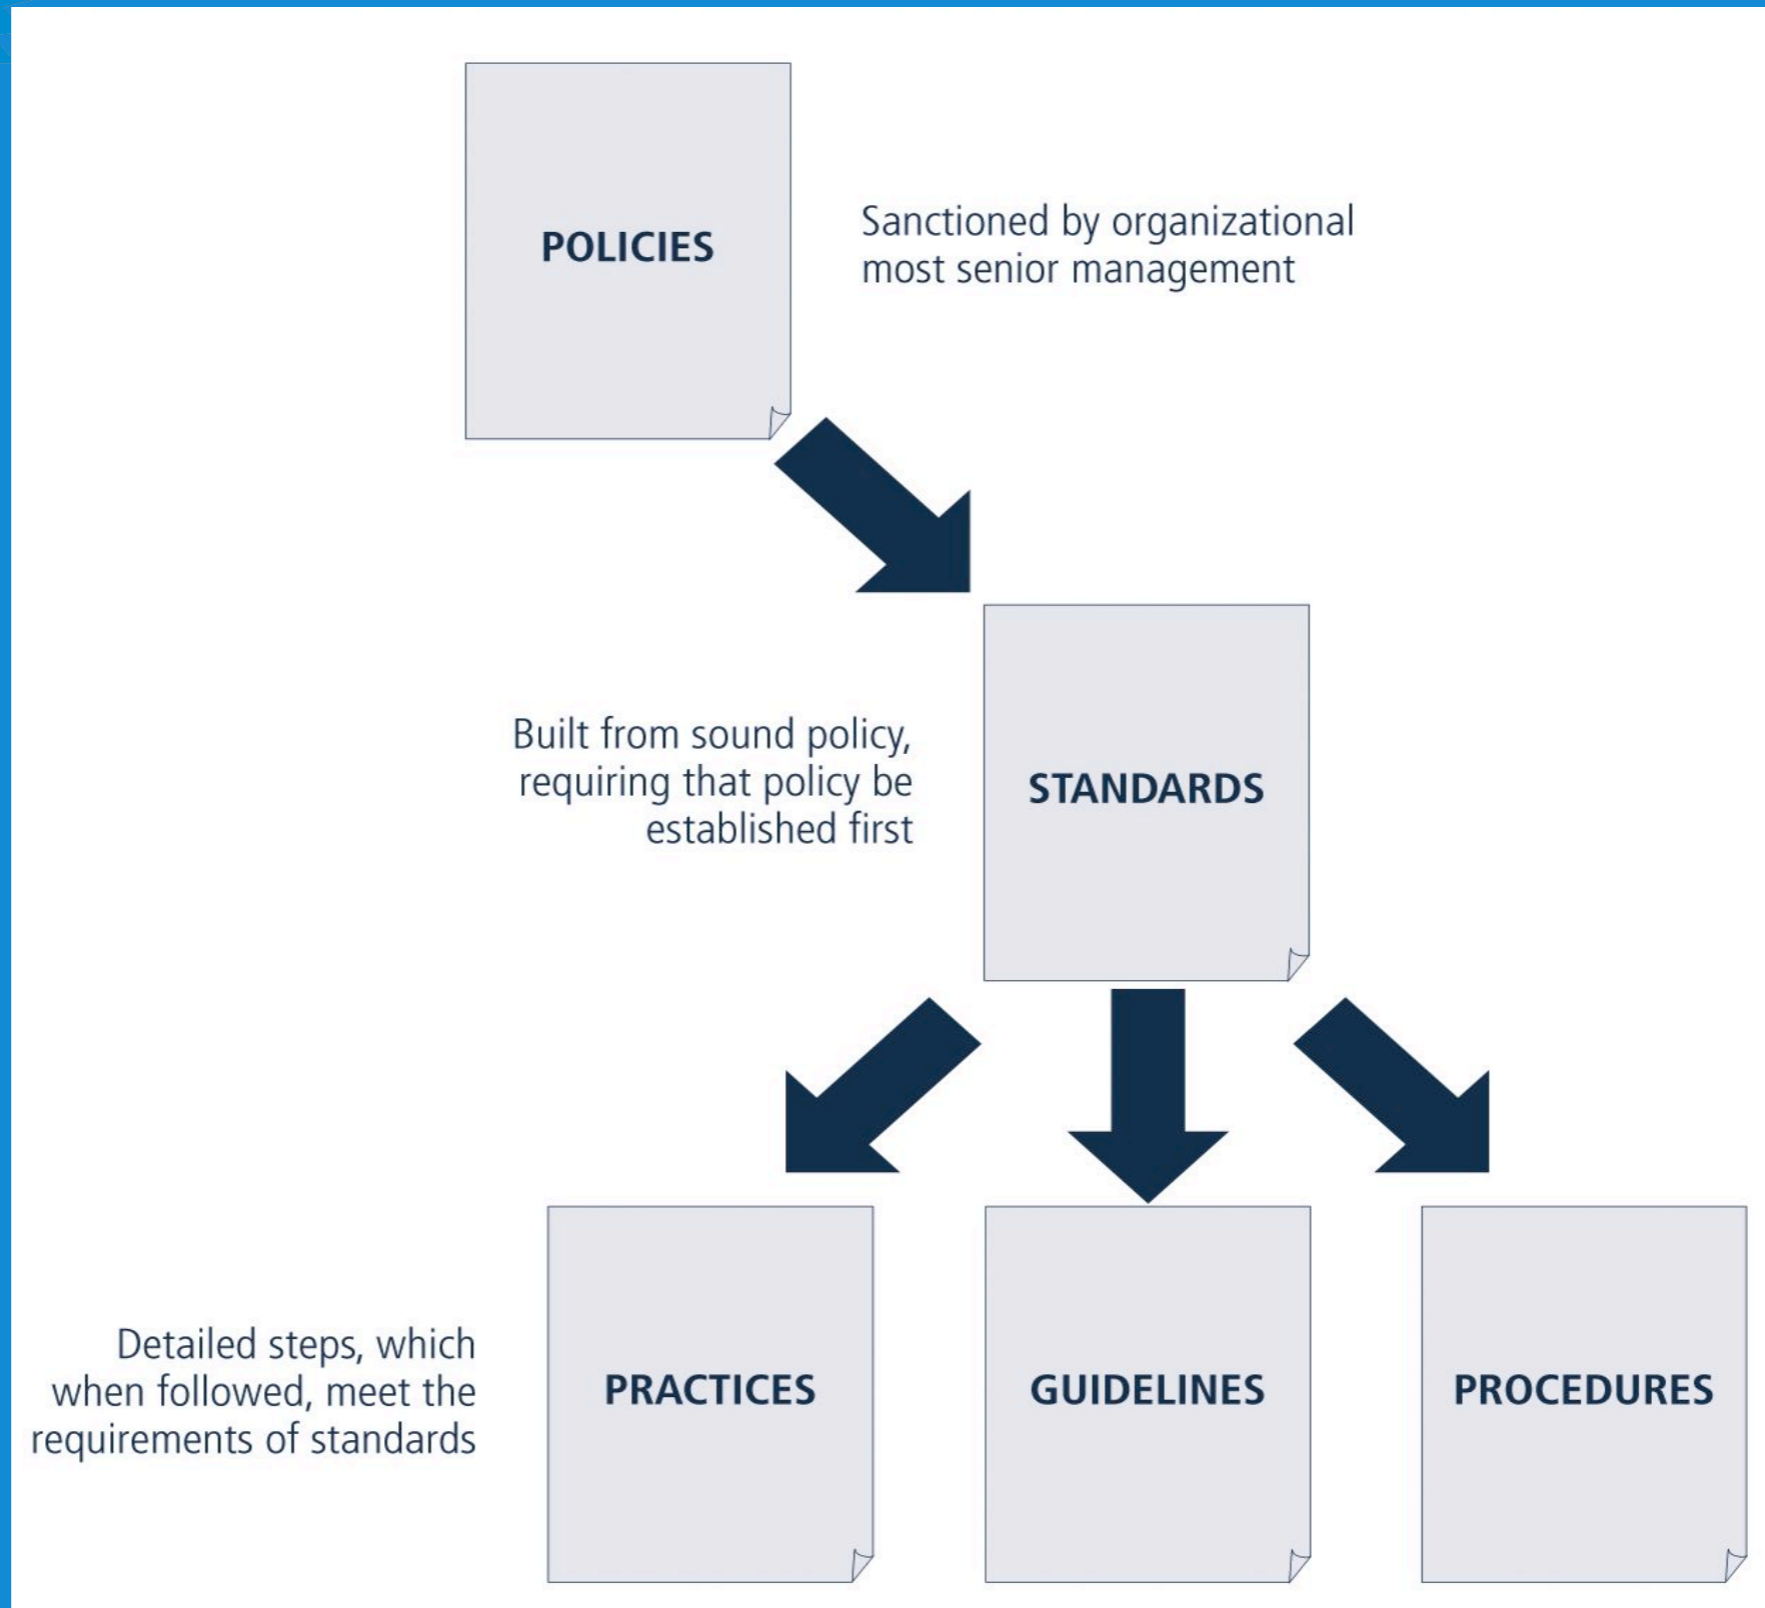 POLICIES
Sanctioned by organizational
most senior management
Built from sound policy,
requiring that policy be
established first
STANDARDS
Detailed steps, which
when followed, meet the
requirements of standards
PRACTICES
GUIDELINES
PROCEDURES